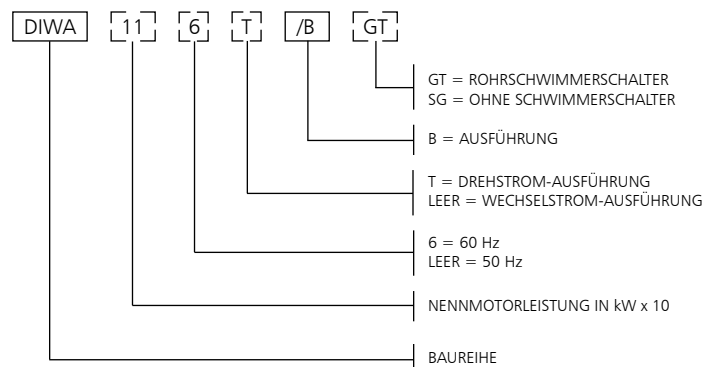 DIWA 11 6 T /B GT
GT = ROHRSCHWIMMERSCHALTER
SG = OHNE SCHWIMMERSCHALTER
B = AUSFÜHRUNG
T = DREHSTROM-AUSFÜHRUNG
LEER = WECHSELSTROM-AUSFÜHRUNG
6 = 60 Hz
LEER = 50 Hz
NENNMOTORLEISTUNG IN kW x 10
BAUREIHE